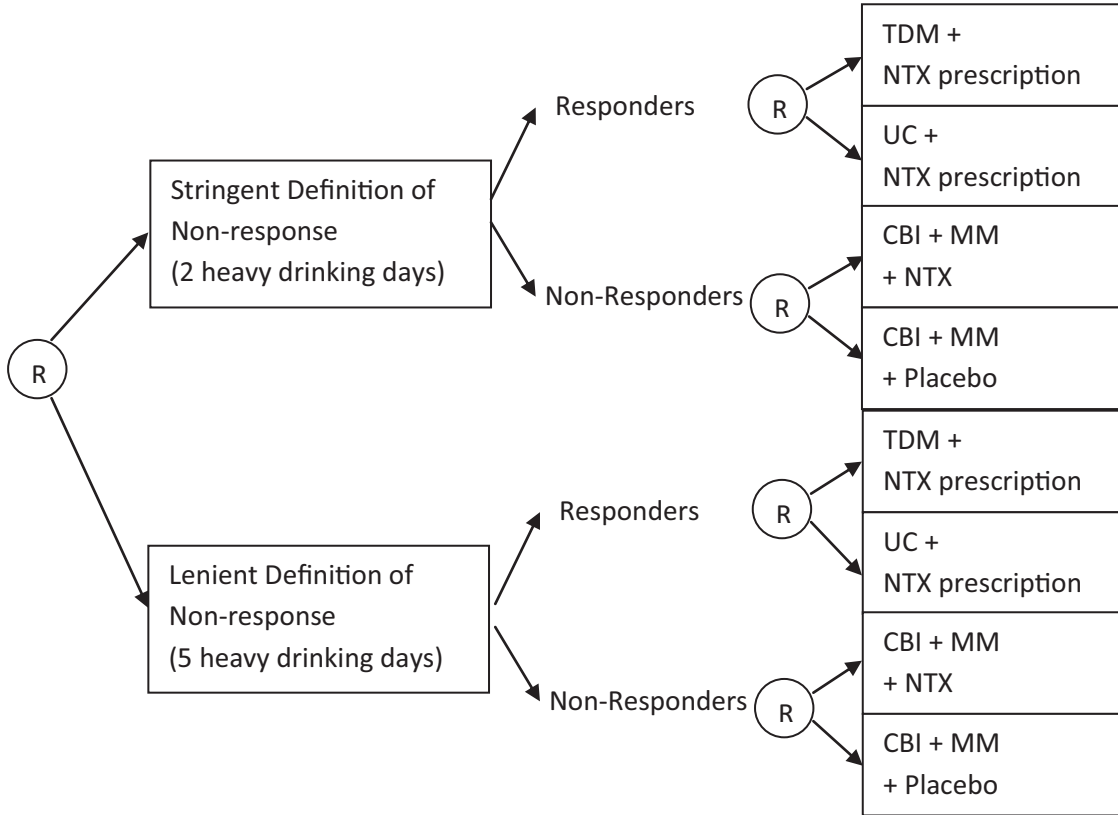 TDM +
NTX prescription
Responders
R
UC +
NTX prescription
Stringent Definition of
Non-response
(2 heavy drinking days)
CBI + MM
+ NTX
Non-Responders
R
CBI + MM
+ Placebo
R
TDM +
NTX prescription
Responders
R
UC +
NTX prescription
Lenient Definition of
Non-response
(5 heavy drinking days)
CBI + MM
+ NTX
Non-Responders
R
CBI + MM
+ Placebo